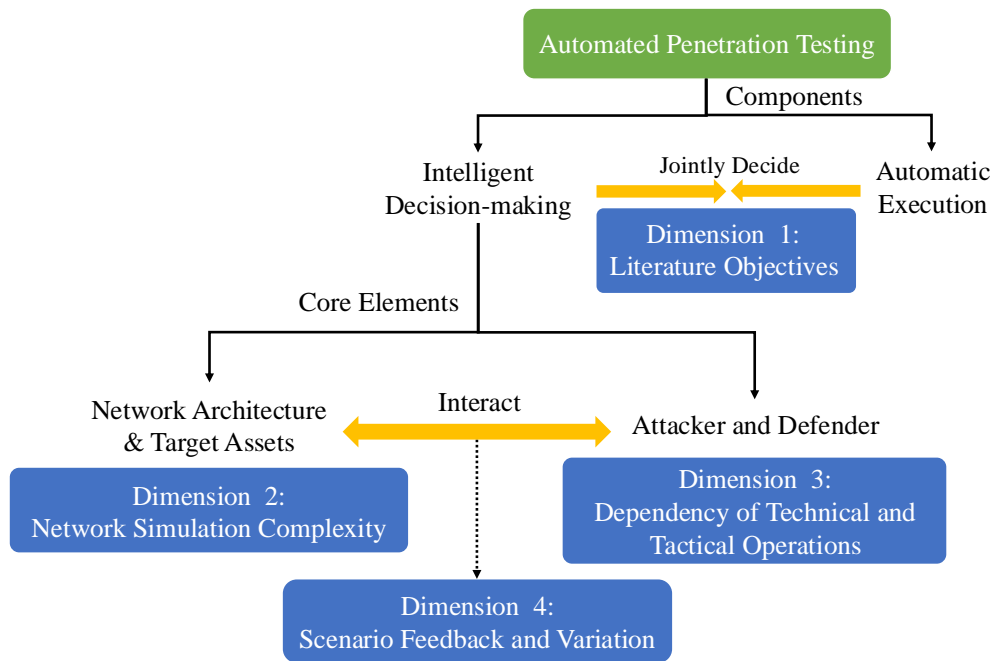 Automated Penetration Testing
Components
Intelligent
Decision-making
Jointly Decide
Automatic
Execution
Dimension 1:
Literature Objectives
Core Elements
Network Architecture
& Target Assets
Interact
Attacker and Defender
Dimension 2:
Network Simulation Complexity
Dimension 3:
Dependency of Technical and
Tactical Operations
Dimension 4:
Scenario Feedback and Variation